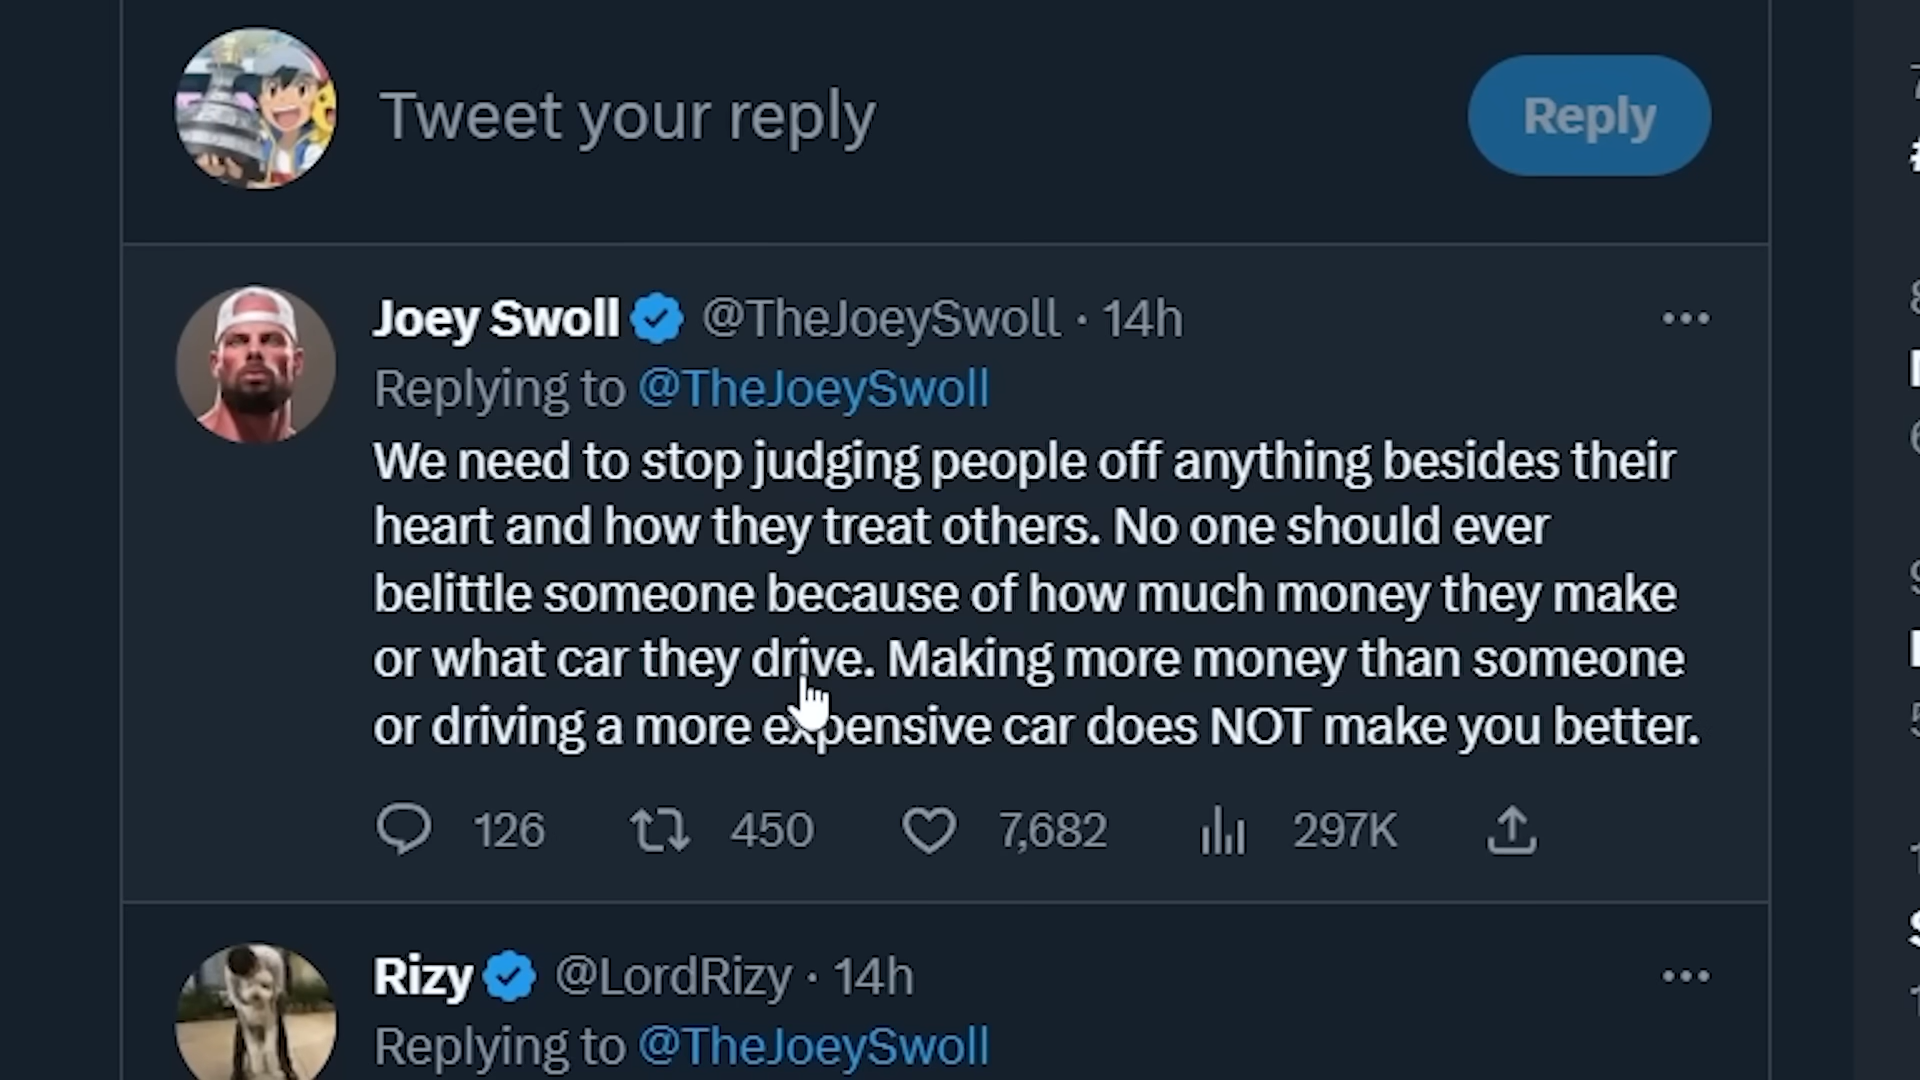 Tweet your reply
Reply
Joey Swoll @TheJoeySwoll · 14h
Replying to @TheJoeySwoll
We need to stop judging people off anything besides their
heart and how they treat others. No one should ever
belittle someone because of how much money they make
or what car they drive. Making more money than someone
or driving a more expensive car does NOT make you better.
126 450 7,682 297K
Rizy @LordRizy · 14h
Replying to @TheJoeySwoll